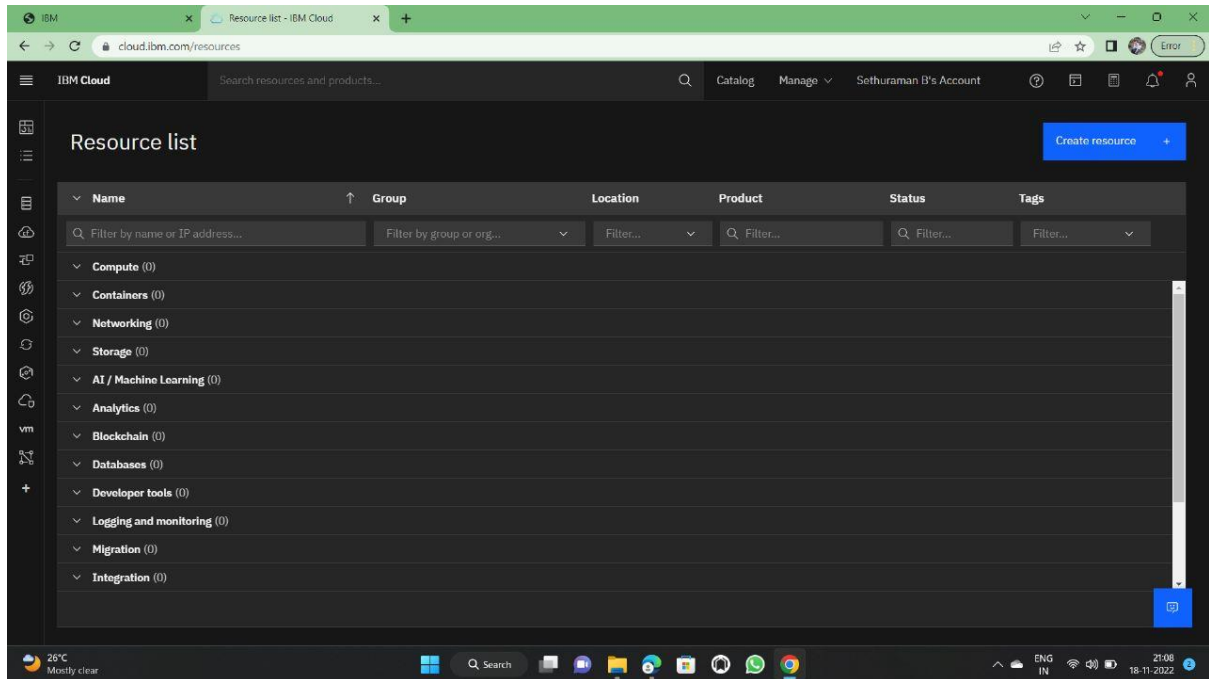 IBM
Resource list - IBM Cloud
cloud.ibm.com/resources
Error
IBM Cloud
Search resources and products...
Catalog
Manage
Sethuraman B's Account
Resource list
Create resource +
Name Group Location Product Status Tags
Filter by name or IP address... Filter by group or org... Filter... Filter... Filter... Filter...
Compute (0)
Containers (0)
Networking (0)
Storage (0)
AI / Machine Learning (0)
Analytics (0)
vm
Blockchain (0)
Databases (0)
Developer tools (0)
Logging and monitoring (0)
Migration (0)
Integration (0)
26°C
Mostly clear
Search
ENG
IN
21:08
18-11-2022
2